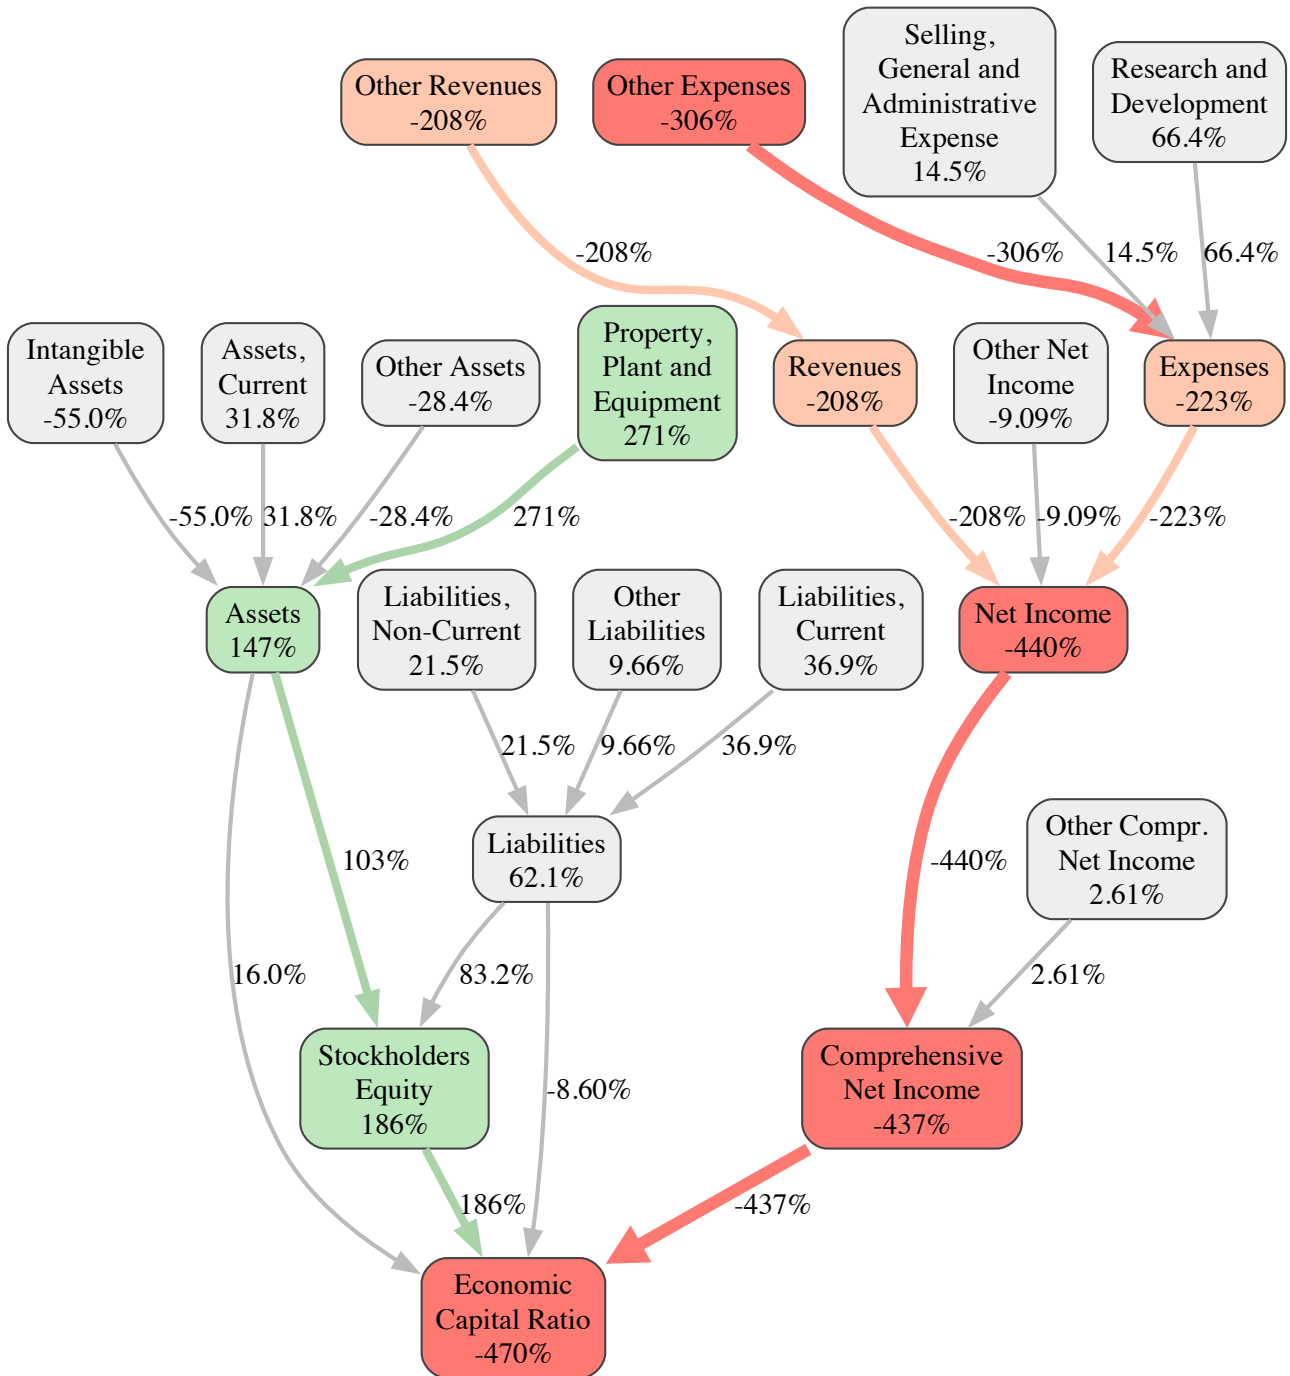 Selling,
General and
Administrative
Expense
14.5%
Research and
Development
66.4%
Other Revenues
-208%
Other Expenses
-306%
-208%
-306%
14.5%
66.4%
Intangible
Assets
-55.0%
Assets,
Current
31.8%
Other Assets
-28.4%
Property,
Plant and
Equipment
271%
Revenues
-208%
Other Net
Income
-9.09%
Expenses
-223%
-55.0%
31.8%
-28.4%
271%
-208%
-9.09%
-223%
Assets
147%
Liabilities,
Non-Current
21.5%
Other
Liabilities
9.66%
Liabilities,
Current
36.9%
Net Income
-440%
21.5%
9.66%
36.9%
Liabilities
62.1%
Other Compr.
Net Income
2.61%
103%
-440%
16.0%
83.2%
2.61%
Stockholders
Equity
186%
-8.60%
Comprehensive
Net Income
-437%
186%
-437%
Economic
Capital Ratio
-470%